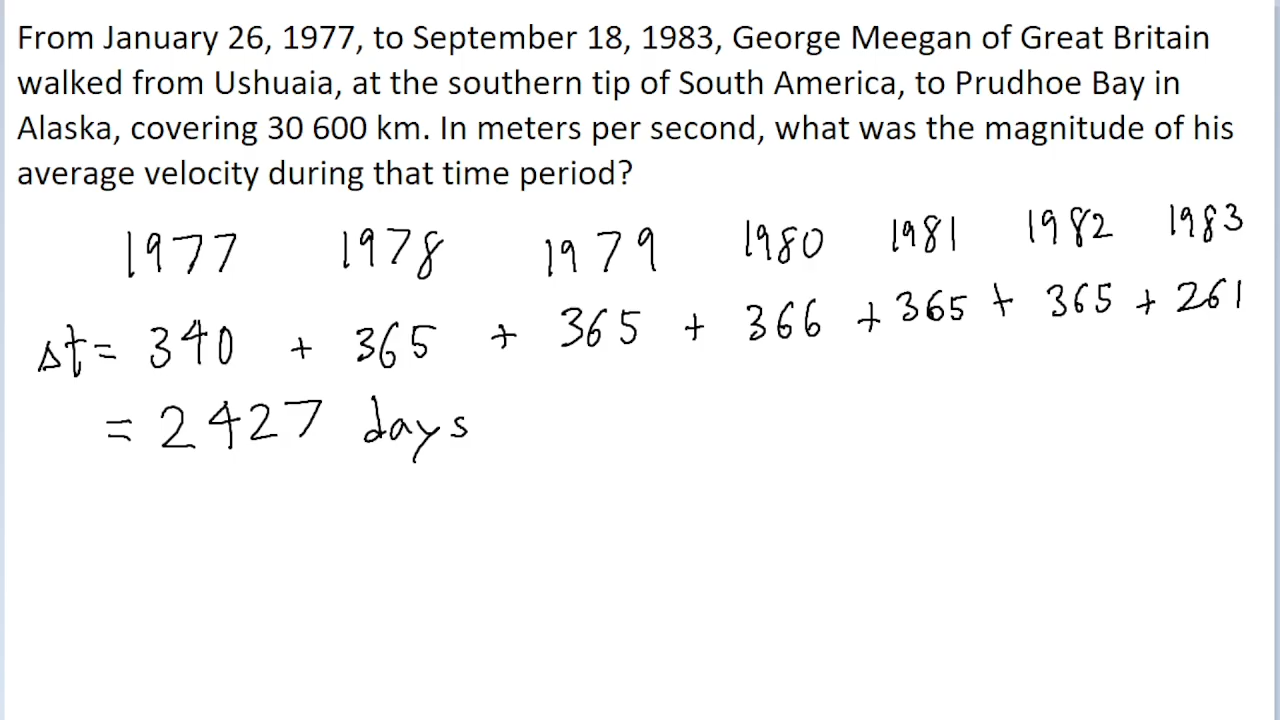 From January 26, 1977, to September 18, 1983, George Meegan of Great Britain
walked from Ushuaia, at the southern tip of South America, to Prudhoe Bay in
Alaska, covering 30 600 km. In meters per second, what was the magnitude of his
average velocity during that time period?
1977 1978 1979 1980 1981 1982 1983
Δt = 340 + 365 + 365 + 366 + 365 + 365 + 261
= 2427 days